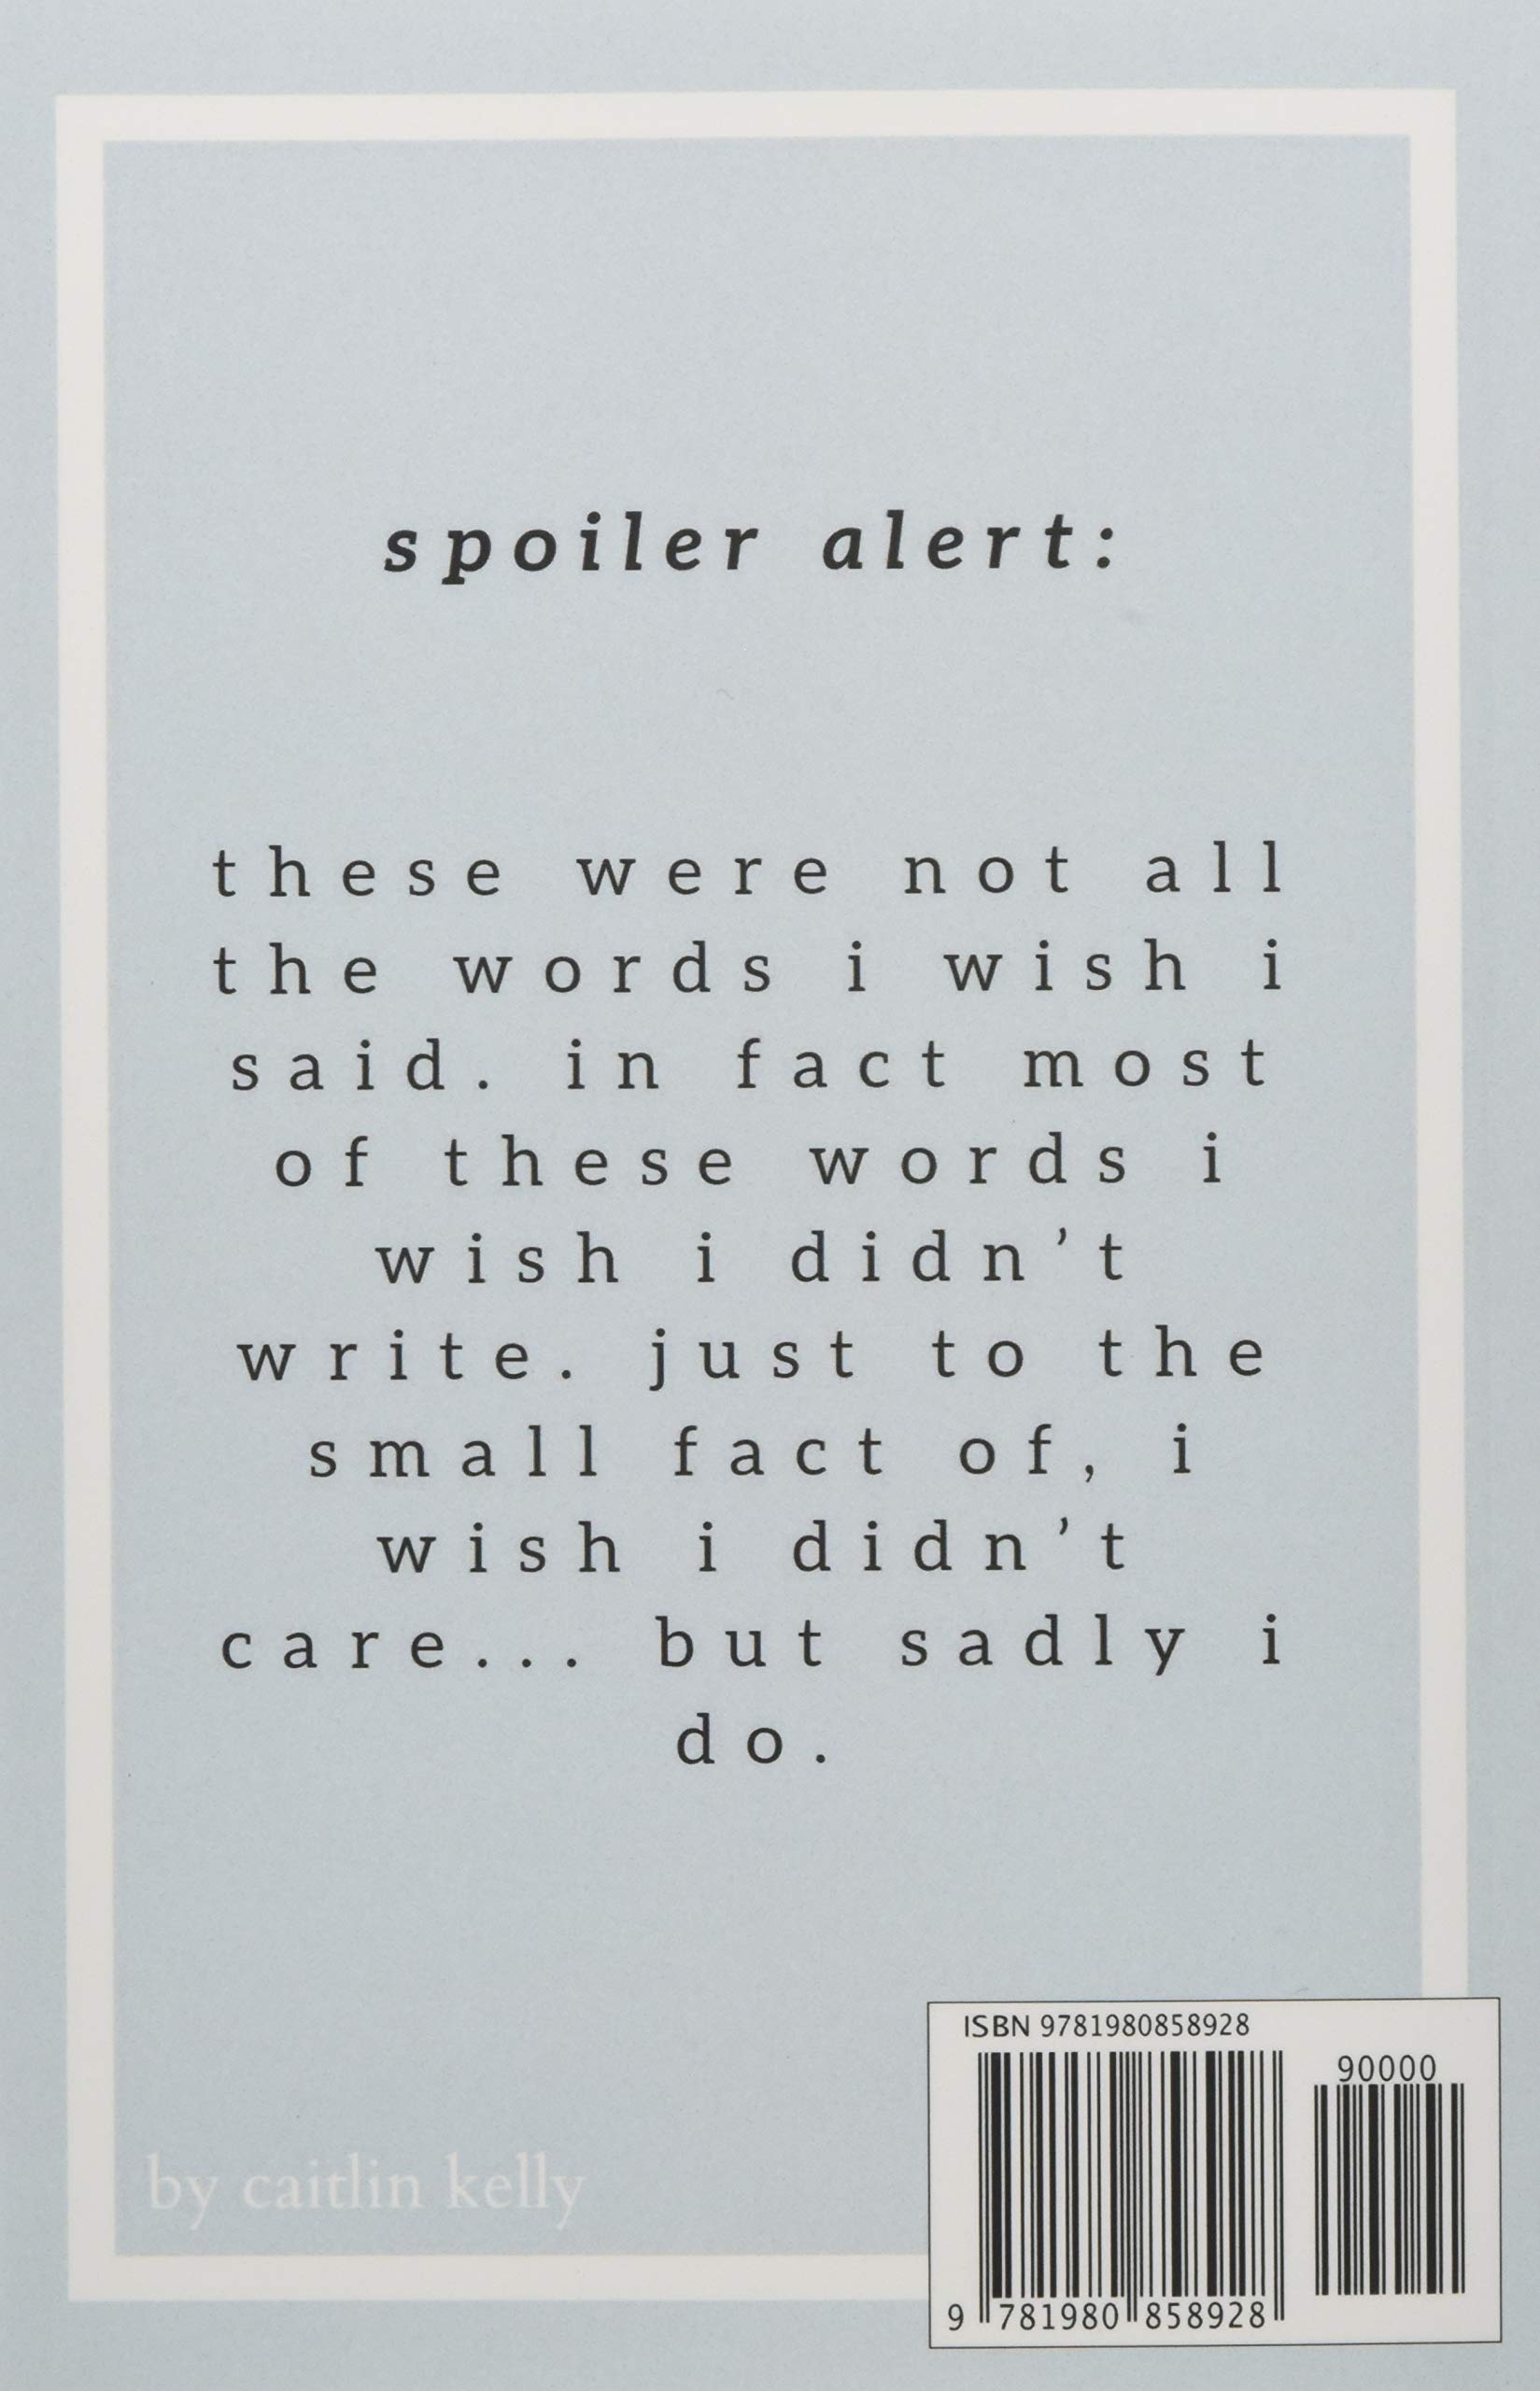 spoiler alert:
these were not all
the words i wish i
said. in fact most
of these words i
wish i didn’t
write. just to the
small fact of, i
wish i didn’t
care... but sadly i
do.
by caitlin kelly
ISBN 9781980858928
90000
9 781980 858928